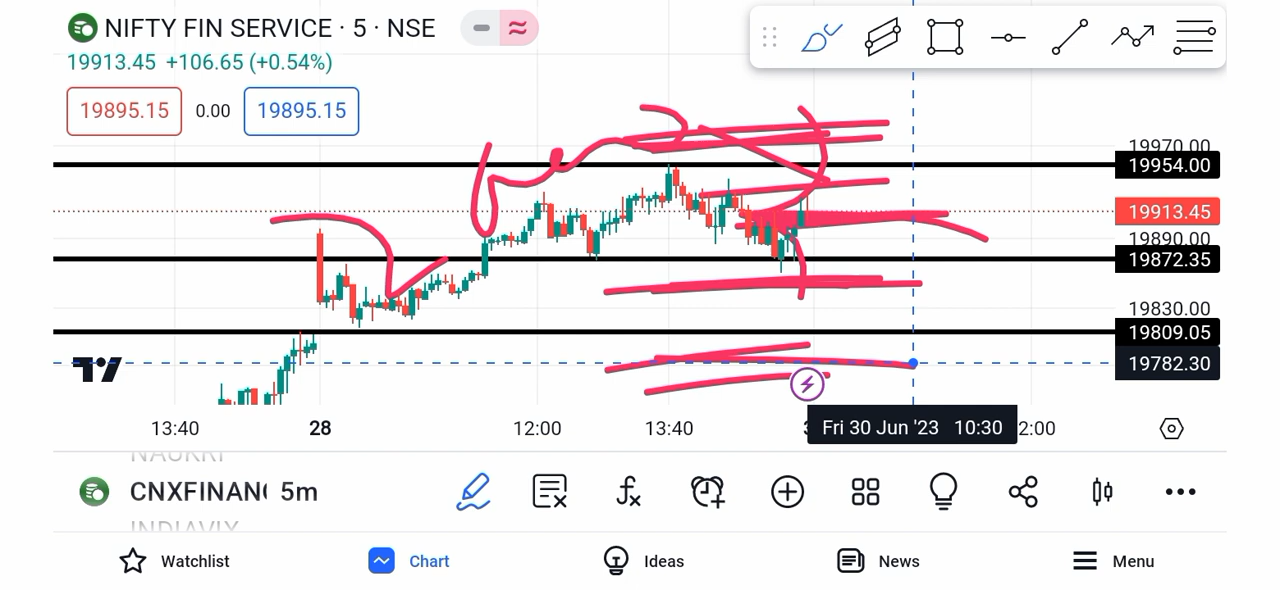 NIFTY FIN SERVICE · 5 · NSE
19913.45 +106.65 (+0.54%)
19895.15 0.00 19895.15
19970.00
19954.00
19913.45
19890.00
19872.35
19830.00
19809.05
19782.30
13:40 28 12:00 13:40 Fri 30 Jun '23 10:30 2:00
NAUKRI
CNXFINAN 5m
INDIAVIX
Watchlist Chart Ideas News Menu